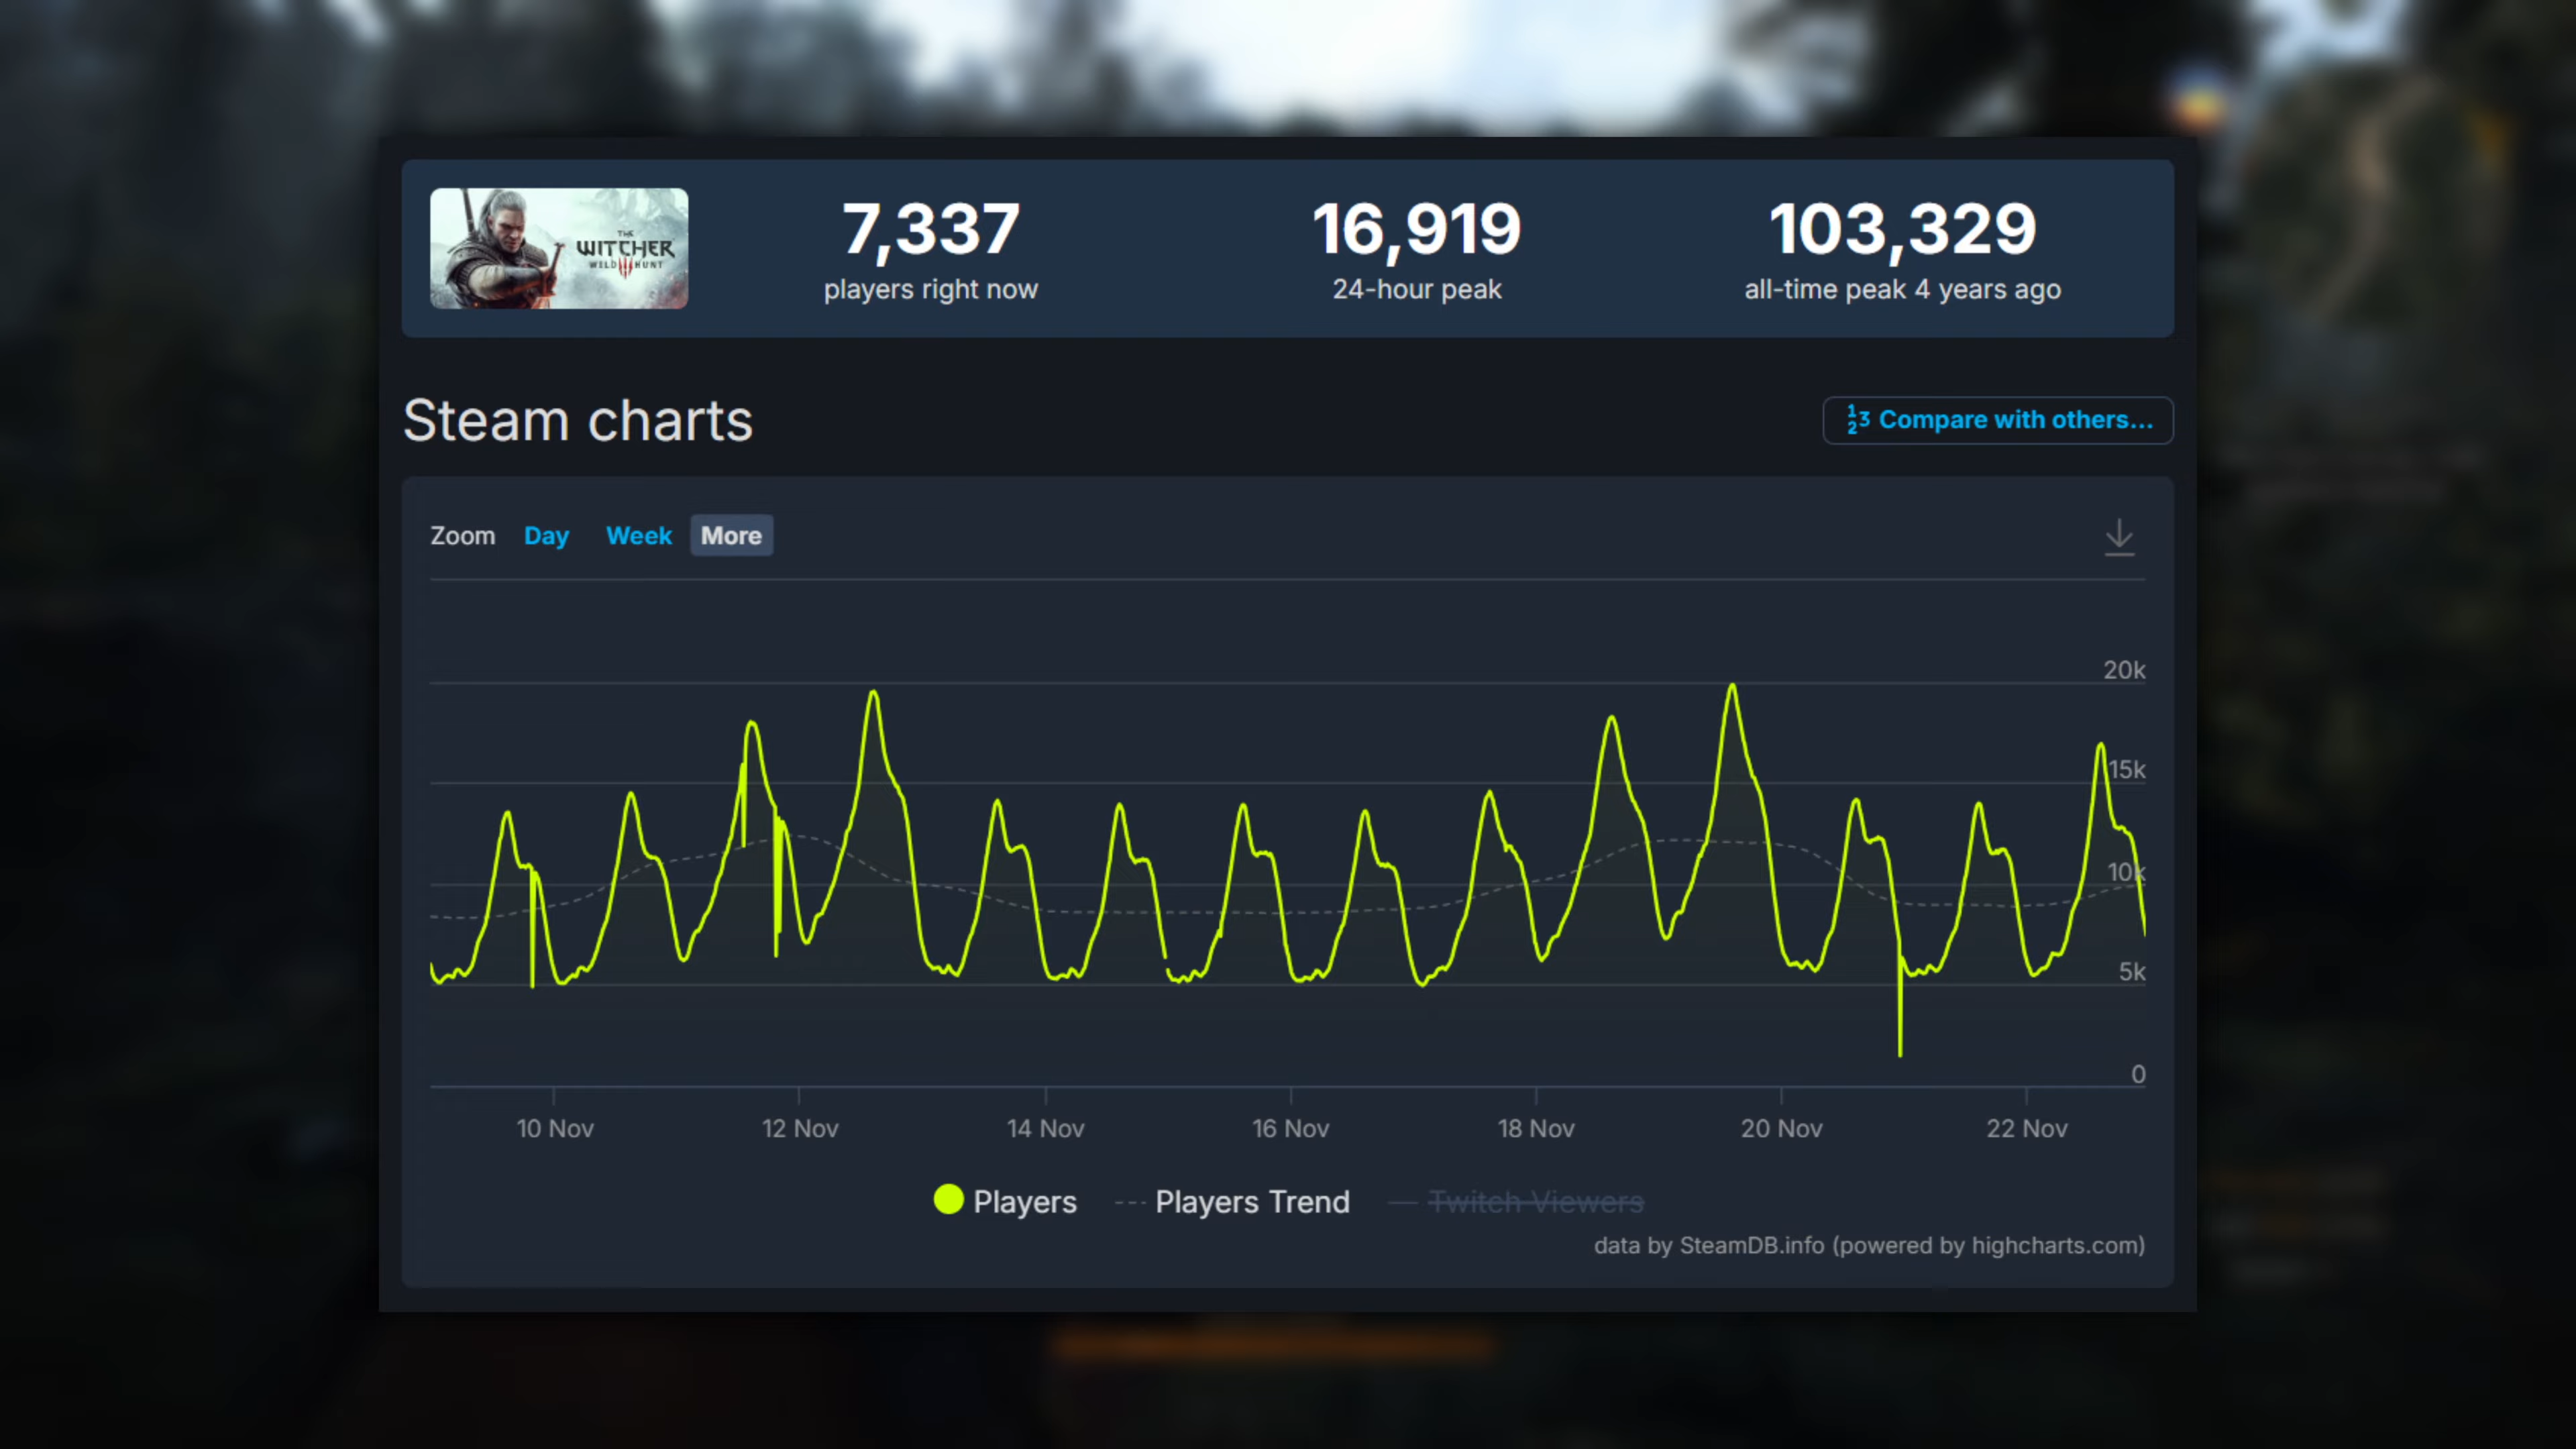 THE
WITCHER
WILD HUNT
7,337
players right now
16,919
24-hour peak
103,329
all-time peak 4 years ago
Steam charts
Compare with others...
Zoom Day Week More
20k
15k
10k
5k
0
10 Nov 12 Nov 14 Nov 16 Nov 18 Nov 20 Nov 22 Nov
Players Players Trend Twitch Viewers
data by SteamDB.info (powered by highcharts.com)